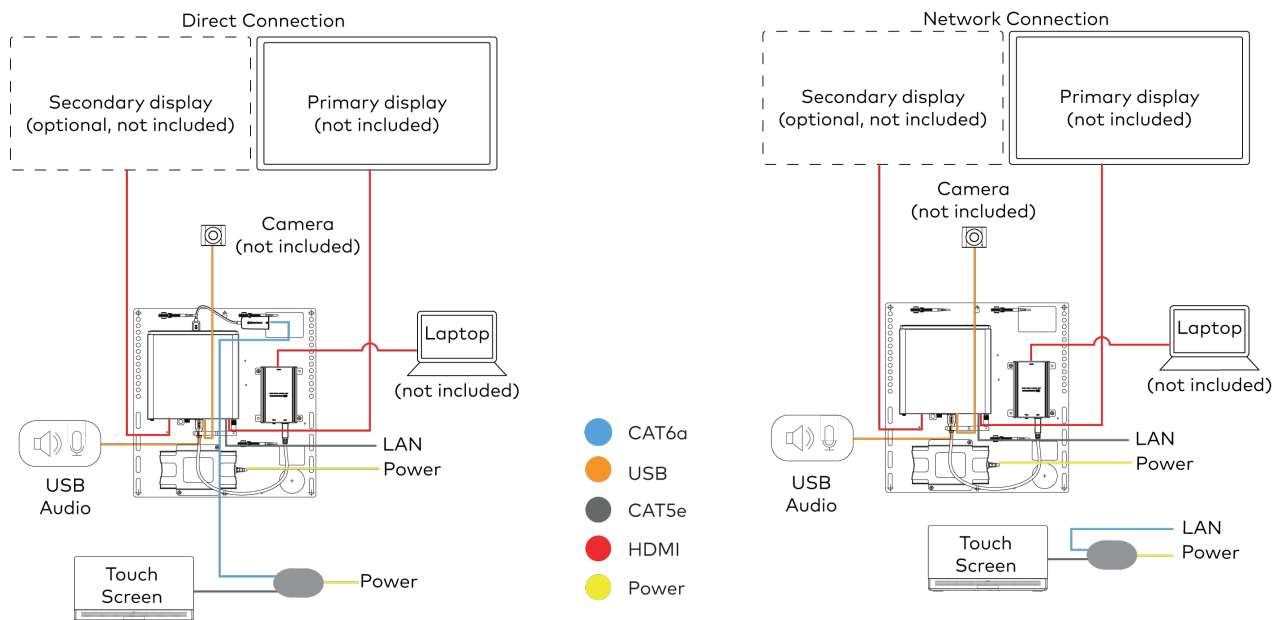 Direct Connection
Secondary display
(optional, not included)
Primary display
(not included)
Camera
(not included)
Laptop
(not included)
LAN
Power
USB
Audio
Touch
Screen
Power
CAT6a
USB
CAT5e
HDMI
Power
Network Connection
Secondary display
(optional, not included)
Primary display
(not included)
Camera
(not included)
Laptop
(not included)
LAN
Power
USB
Audio
Touch
Screen
LAN
Power